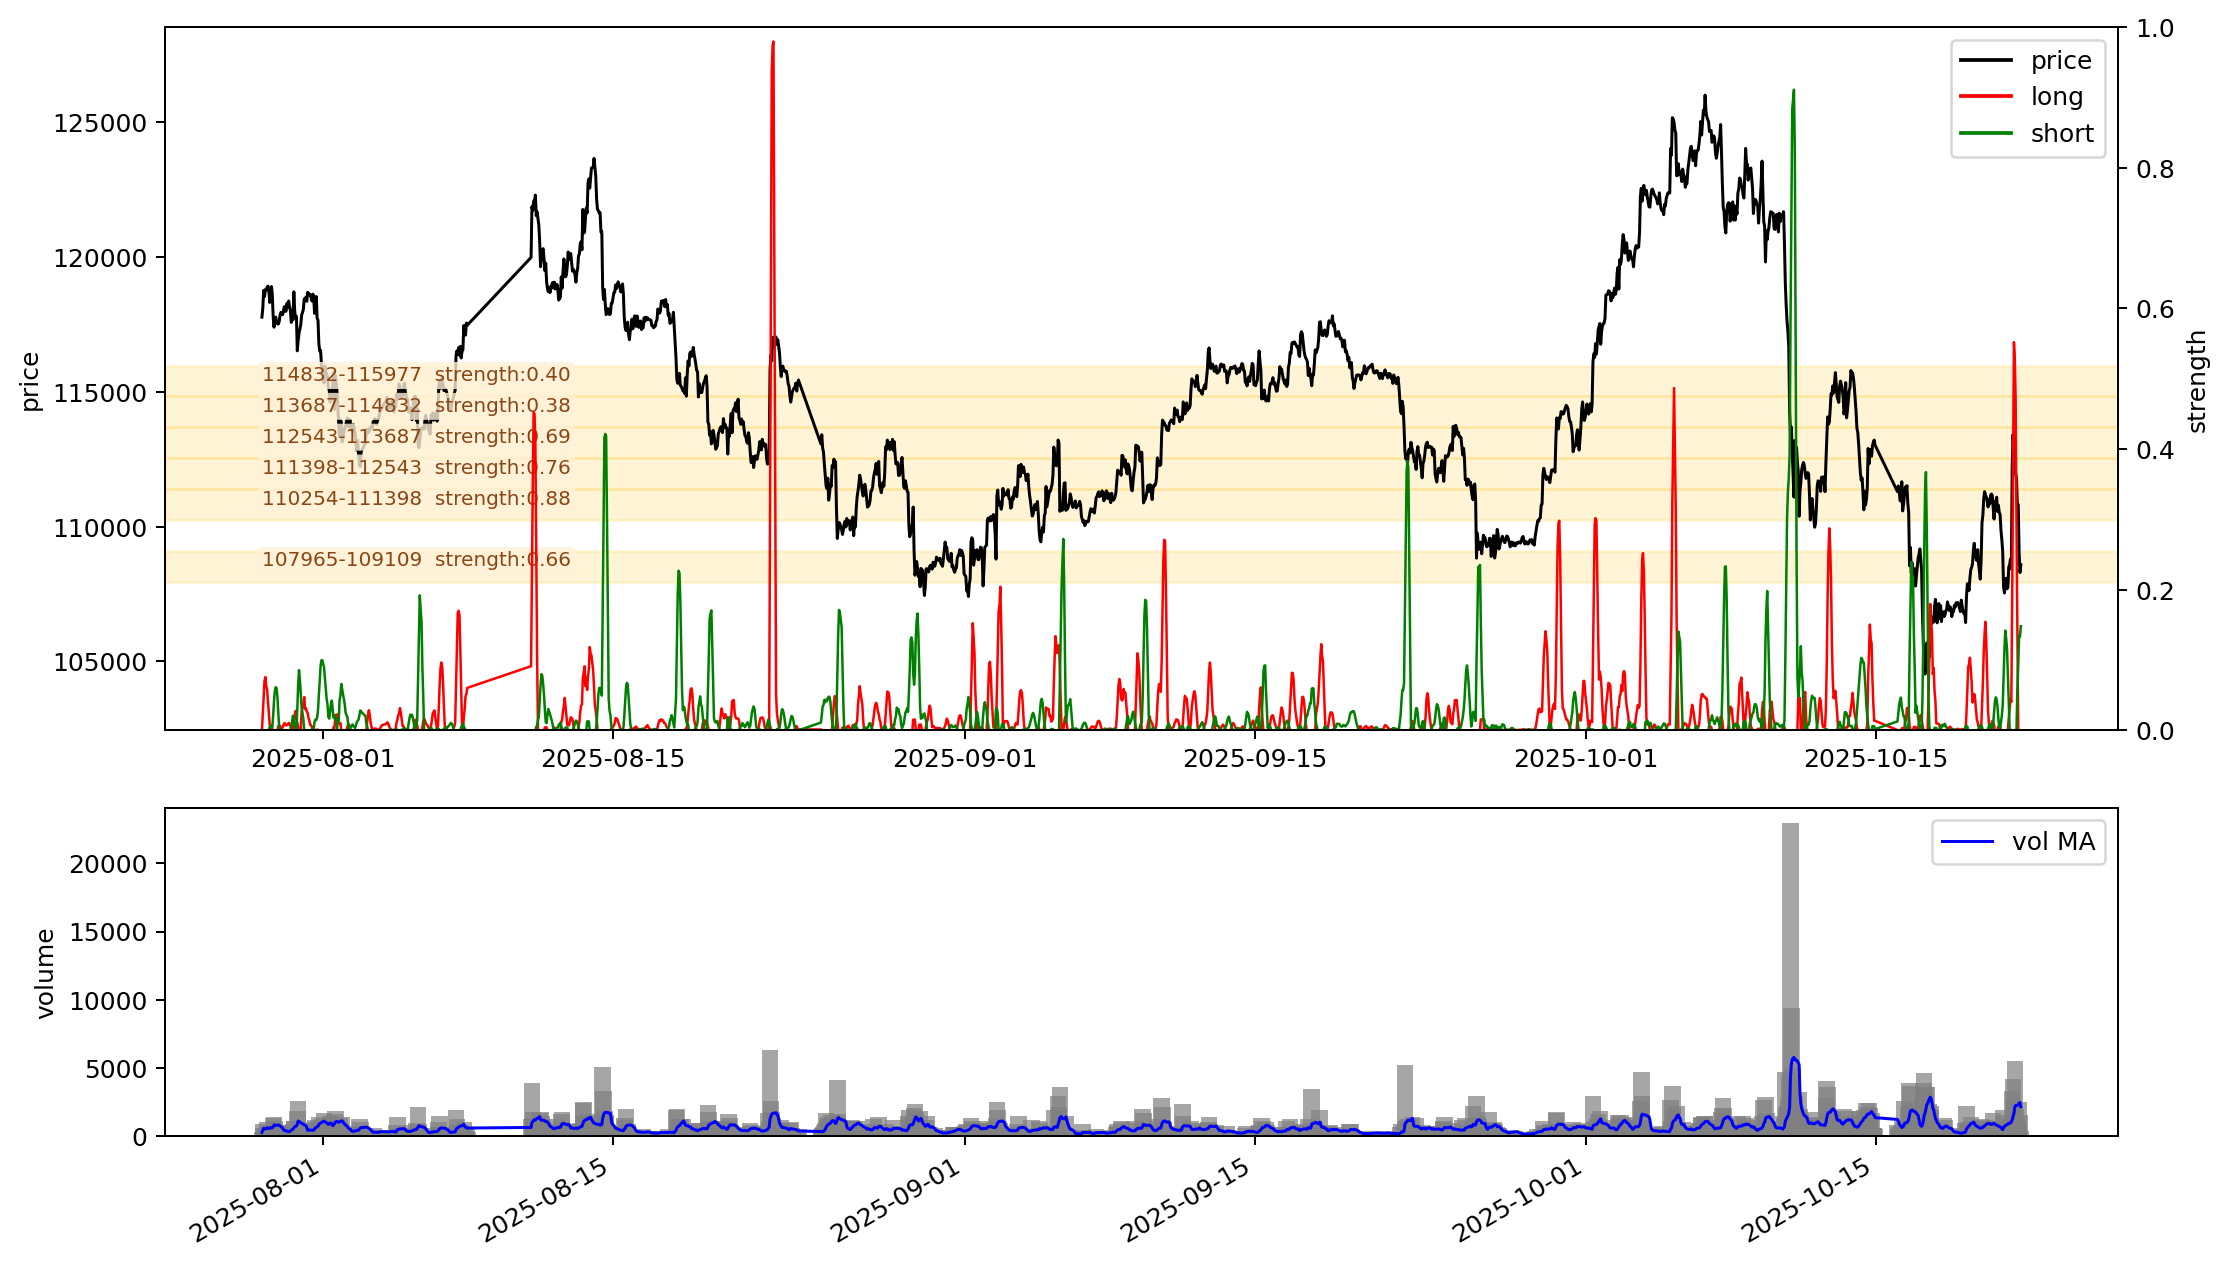 price
long
short
1.0
125000
0.8
120000
0.6
price
strength
115000
114832-115977 strength:0.40
113687-114832 strength:0.38
112543-113687 strength:0.69
0.4
111398-112543 strength:0.76
110254-111398 strength:0.88
110000
107965-109109 strength:0.66
0.2
105000
0.0
2025-08-01 2025-08-15 2025-09-01 2025-09-15 2025-10-01 2025-10-15
vol MA
20000
15000
volume
10000
5000
0
2025-08-01 2025-08-15 2025-09-01 2025-09-15 2025-10-01 2025-10-15